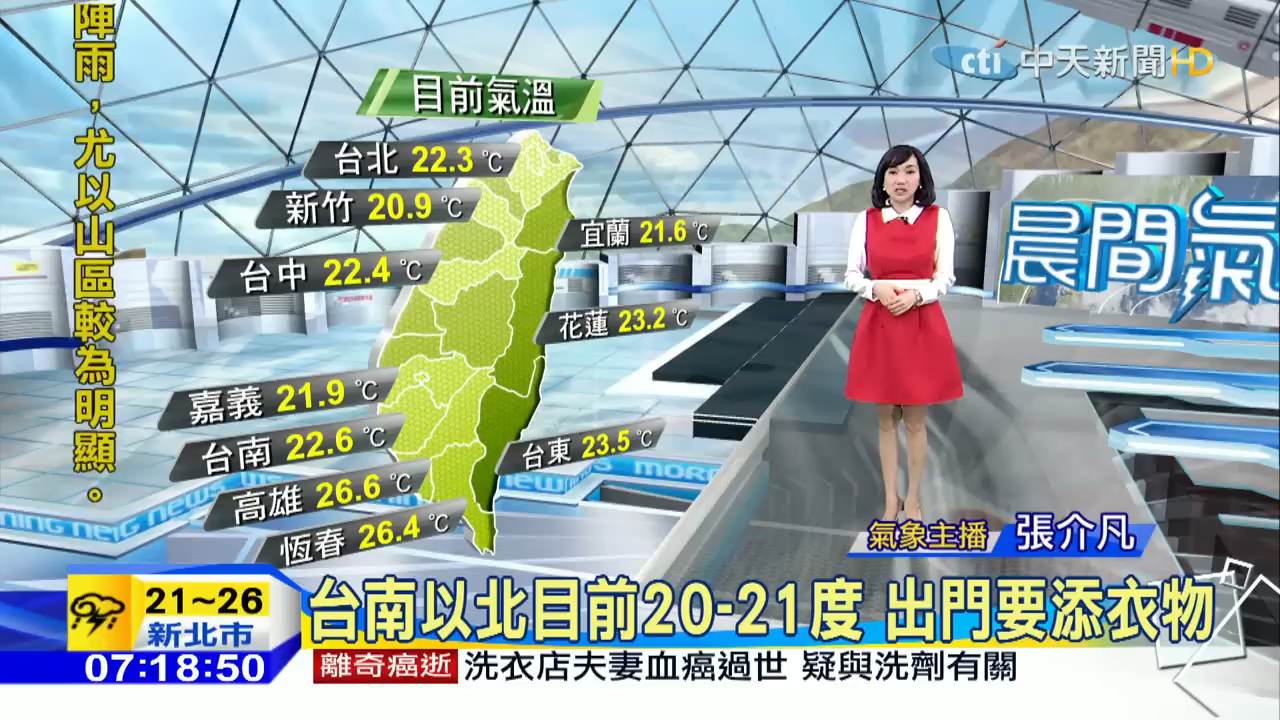 陣雨，尤以山區較為明顯。
cti 中天新聞HD
目前氣溫
台北 22.3 ℃
新竹 20.9 ℃
宜蘭 21.6 ℃
台中 22.4 ℃
花蓮 23.2 ℃
嘉義 21.9 ℃
台南 22.6 ℃
台東 23.5 ℃
高雄 26.6 ℃
恆春 26.4 ℃
晨間氣
氣象主播 張介凡
21~26
新北市
台南以北目前20-21度 出門要添衣物
07:18:50
離奇癌逝 洗衣店夫妻血癌過世 疑與洗劑有關